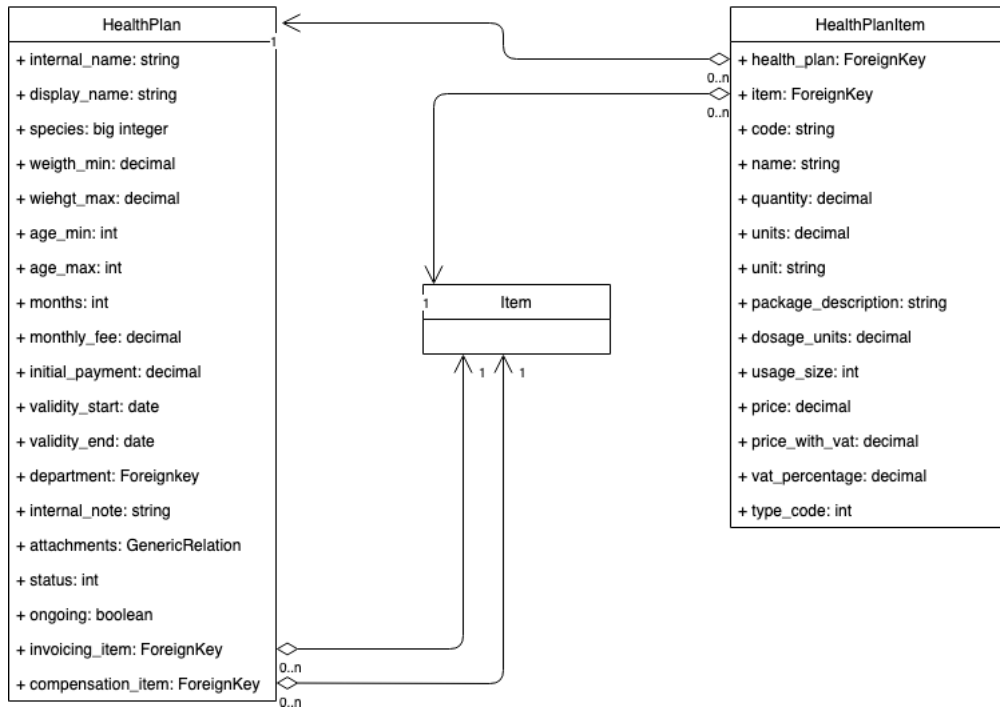 HealthPlan
1
+ internal_name: string
+ display_name: string
+ species: big integer
+ weigth_min: decimal
+ wiehgt_max: decimal
+ age_min: int
+ age_max: int
+ months: int
+ monthly_fee: decimal
+ initial_payment: decimal
+ validity_start: date
+ validity_end: date
+ department: Foreignkey
+ internal_note: string
+ attachments: GenericRelation
+ status: int
+ ongoing: boolean
+ invoicing_item: ForeignKey
0..n
+ compensation_item: ForeignKey
0..n
1
Item
1
1
HealthPlanItem
+ health_plan: ForeignKey
0..n
+ item: ForeignKey
0..n
+ code: string
+ name: string
+ quantity: decimal
+ units: decimal
+ unit: string
+ package_description: string
+ dosage_units: decimal
+ usage_size: int
+ price: decimal
+ price_with_vat: decimal
+ vat_percentage: decimal
+ type_code: int